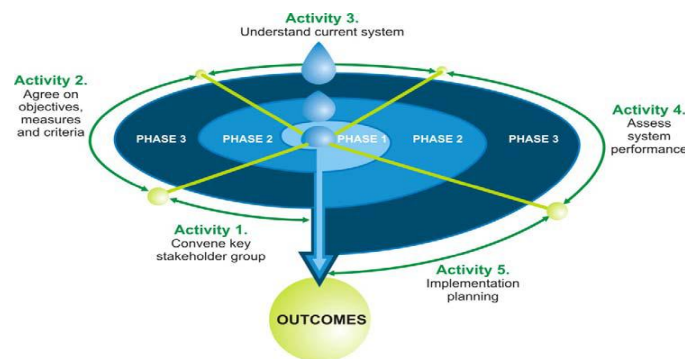 Activity 3.
Understand current system
Activity 2.
Agree on
objectives,
measures
and criteria
Activity 4.
Assess
system
performance
PHASE 3
PHASE 2
PHASE 1
PHASE 2
PHASE 3
Activity 1.
Convene key
stakeholder group
Activity 5.
Implementation
planning
OUTCOMES